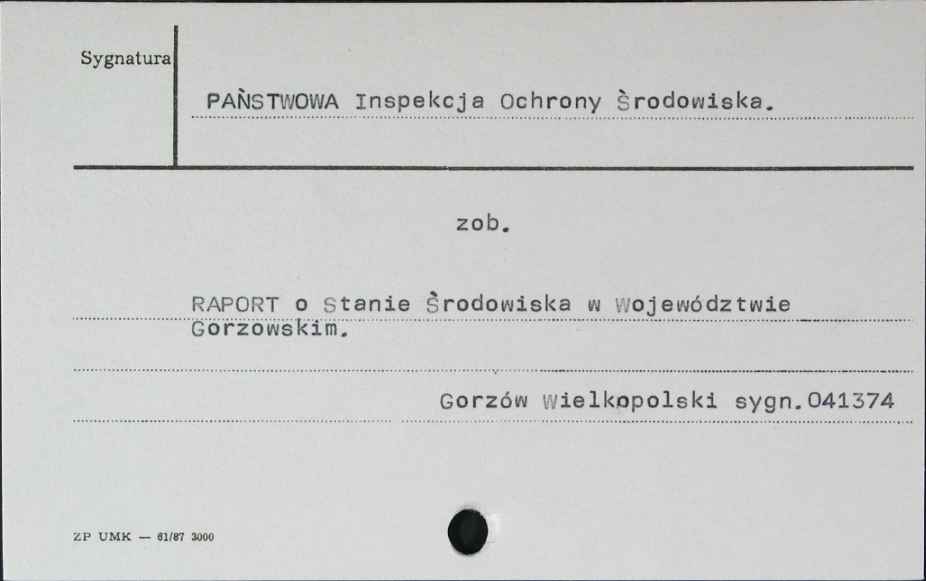 Sygnatura
PAŃSTWOWA Inspekcja Ochrony Środowiska.
zob.
RAPORT o Stanie Środowiska w Województwie
Gorzowskim.
Gorzów Wielkopolski sygn.041374
ZP UMK — 61/87 3000